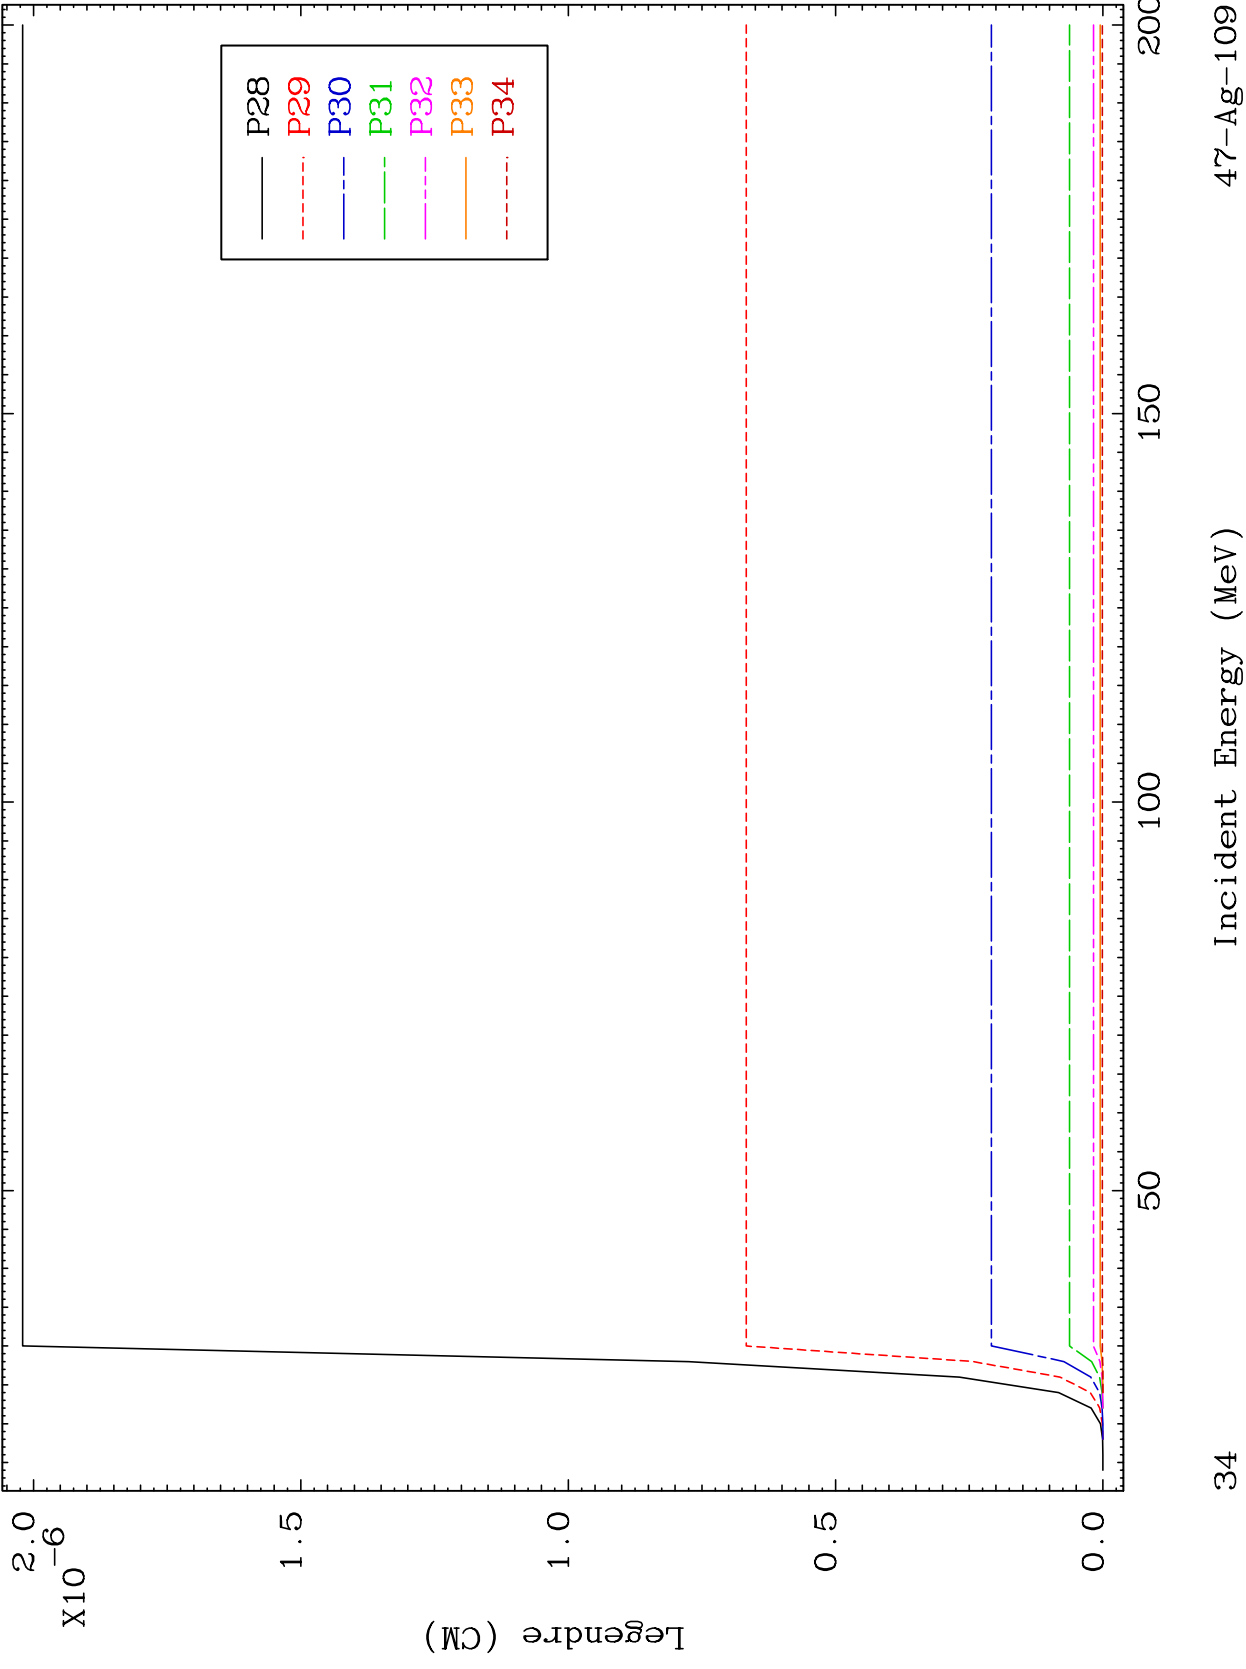 P28
P29
P30
P31
P32
P33
P34
2.0
1.5
1.0
0.5
0.0
X10-6
Legendre (CM)
50
100
150
200
Incident Energy (MeV)
34
47-Ag-109